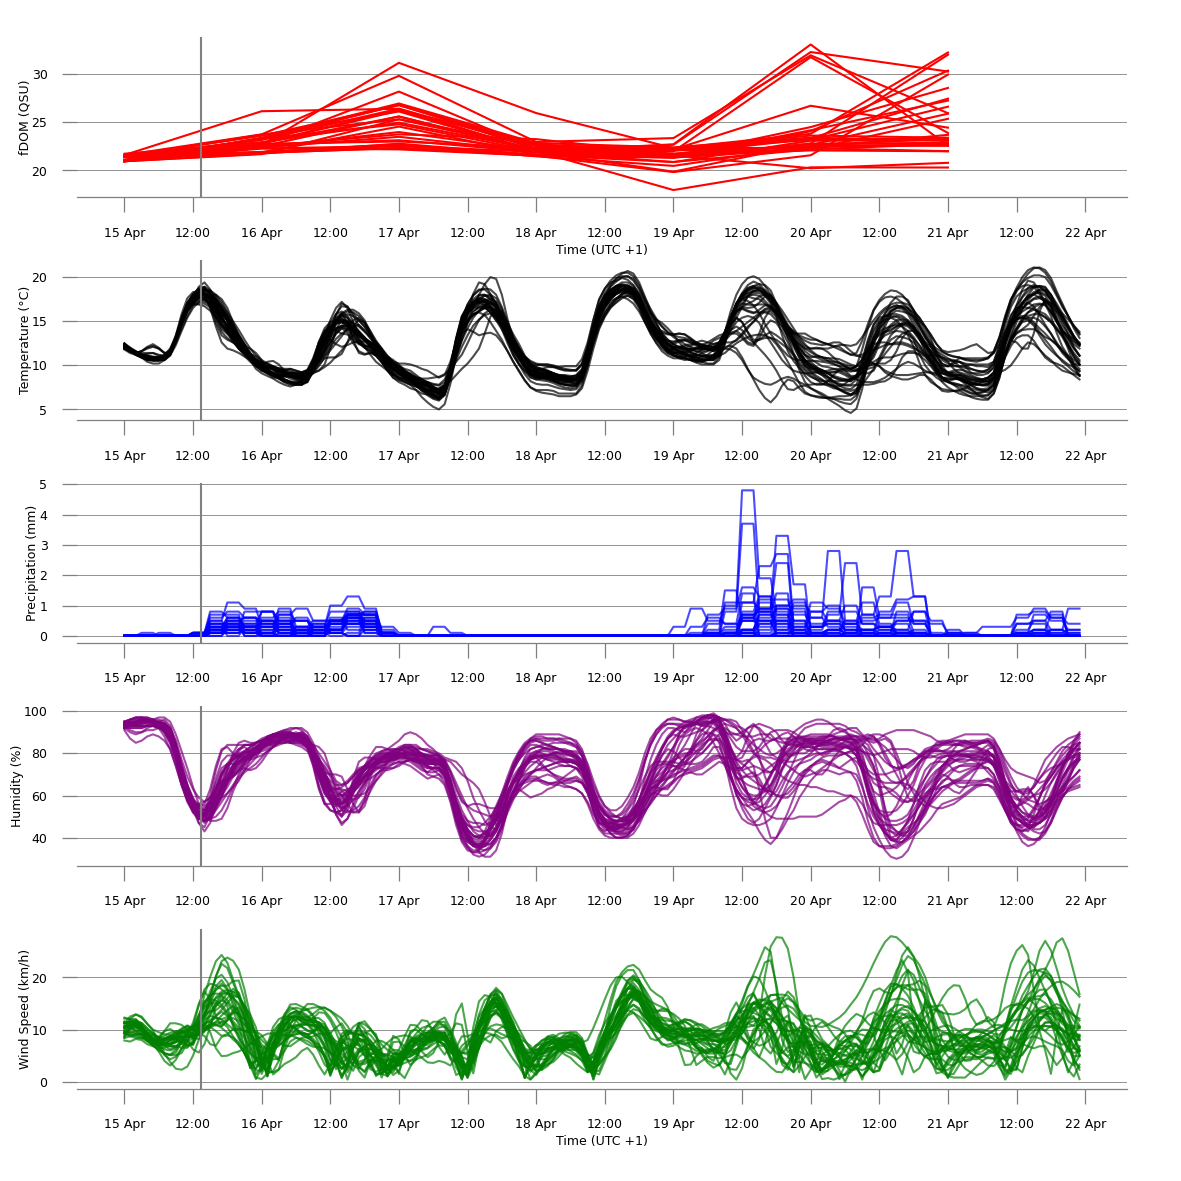 fDOM (QSU)
30
25
20
15 Apr 12:00 16 Apr 12:00 17 Apr 12:00 18 Apr 12:00 19 Apr 12:00 20 Apr 12:00 21 Apr 12:00 22 Apr
Time (UTC +1)
Temperature (°C)
20
15
10
5
15 Apr 12:00 16 Apr 12:00 17 Apr 12:00 18 Apr 12:00 19 Apr 12:00 20 Apr 12:00 21 Apr 12:00 22 Apr
Precipitation (mm)
5
4
3
2
1
0
15 Apr 12:00 16 Apr 12:00 17 Apr 12:00 18 Apr 12:00 19 Apr 12:00 20 Apr 12:00 21 Apr 12:00 22 Apr
Humidity (%)
100
80
60
40
15 Apr 12:00 16 Apr 12:00 17 Apr 12:00 18 Apr 12:00 19 Apr 12:00 20 Apr 12:00 21 Apr 12:00 22 Apr
Wind Speed (km/h)
20
10
0
15 Apr 12:00 16 Apr 12:00 17 Apr 12:00 18 Apr 12:00 19 Apr 12:00 20 Apr 12:00 21 Apr 12:00 22 Apr
Time (UTC +1)